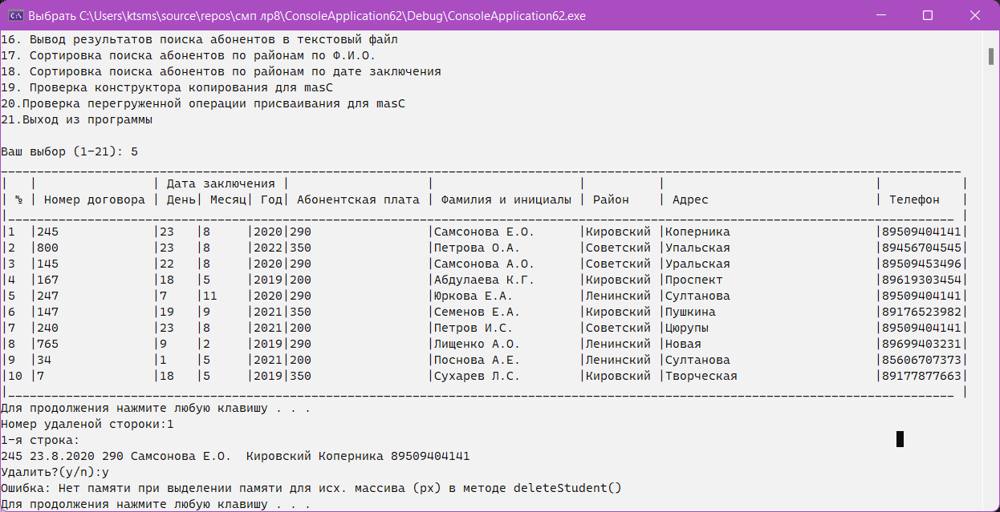 Выбрать C:\Users\ktsms\source\repos\смп лр8\ConsoleApplication62\Debug\ConsoleApplication62.exe
16. Вывод результатов поиска абонентов в текстовый файл
17. Сортировка поиска абонентов по районам по Ф.И.О.
18. Сортировка поиска абонентов по районам по дате заключения
19. Проверка конструктора копирования для masC
20.Проверка перегруженной операции присваивания для masC
21.Выход из программы
Ваш выбор (1-21): 5
| | | Дата заключения | | | | | |
| № | Номер договора | День| Месяц| Год| Абонентская плата | Фамилия и инициалы | Район | Адрес | Телефон |
|1 |245 |23 |8 |2020|290 |Самсонова Е.О. |Кировский |Коперника |89509404141|
|2 |800 |23 |8 |2022|350 |Петрова О.А. |Советский |Упальская |89456704545|
|3 |145 |22 |8 |2020|290 |Самсонова А.О. |Советский |Уральская |89509453496|
|4 |167 |18 |5 |2019|200 |Абдулаева К.Г. |Кировский |Проспект |89619303454|
|5 |247 |7 |11 |2020|290 |Юркова Е.А. |Ленинский |Султанова |89509404141|
|6 |147 |19 |9 |2021|350 |Семенов Е.А. |Кировский |Пушкина |89176523982|
|7 |240 |23 |8 |2021|200 |Петров И.С. |Советский |Цюрупы |89509404141|
|8 |765 |9 |2 |2019|290 |Лищенко А.О. |Ленинский |Новая |89699403231|
|9 |34 |1 |5 |2021|200 |Поснова А.Е. |Ленинский |Султанова |85606707373|
|10 |7 |18 |5 |2019|350 |Сухарев Л.С. |Кировский |Творческая |89177877663|
Для продолжения нажмите любую клавишу . . .
Номер удаленой стороки:1
1-я строка:
245 23.8.2020 290 Самсонова Е.О. Кировский Коперника 89509404141
Удалить?(y/n):y
Ошибка: Нет памяти при выделении памяти для исх. массива (px) в методе deleteStudent()
Для продолжения нажмите любую клавишу . . .